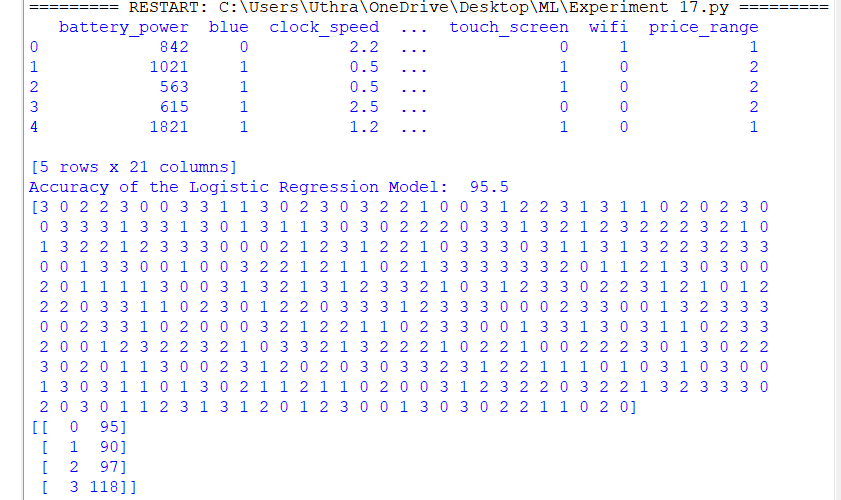 ========= RESTART: C:\Users\Uthra\OneDrive\Desktop\ML\Experiment 17.py =========
   battery_power  blue  clock_speed  ...  touch_screen  wifi  price_range
0            842     0          2.2  ...             0     1            1
1           1021     1          0.5  ...             1     0            2
2            563     1          0.5  ...             1     0            2
3            615     1          2.5  ...             0     0            2
4           1821     1          1.2  ...             1     0            1
[5 rows x 21 columns]
Accuracy of the Logistic Regression Model:  95.5
[3 0 2 2 3 0 0 3 3 1 1 3 0 2 3 0 3 2 2 1 0 0 3 1 2 2 3 1 3 1 1 0 2 0 2 3 0
 0 3 3 3 1 3 3 1 3 0 1 3 1 1 3 0 3 0 2 2 2 0 3 3 1 3 2 1 2 3 2 2 2 3 2 1 0
 1 3 2 2 1 2 3 3 3 0 0 0 2 1 2 3 1 2 2 1 0 3 3 3 0 3 1 1 3 1 3 2 2 3 2 3 3
 0 0 1 3 3 0 0 1 0 0 3 2 2 1 2 1 1 0 2 1 3 3 3 3 3 2 0 1 1 2 1 3 0 3 0 0
 2 0 1 1 1 1 3 0 0 3 1 3 2 1 3 1 2 3 3 2 1 0 3 1 2 3 3 0 2 2 3 1 2 1 0 1 2
 2 2 0 3 3 1 1 0 2 3 0 1 2 2 0 3 3 3 1 2 3 3 3 0 0 0 2 3 3 0 0 1 3 2 3 3 3
 0 0 2 3 3 1 0 2 0 0 0 3 2 1 2 2 1 1 0 2 3 3 0 0 1 3 3 1 3 0 3 1 1 0 2 3 3
 2 0 0 1 2 3 2 2 3 2 1 0 3 3 2 1 3 2 2 2 1 0 2 2 1 0 0 2 2 2 3 0 1 3 0 2 2
 3 0 2 0 1 1 3 0 0 2 3 1 2 0 2 0 3 0 3 3 2 3 1 2 2 1 1 1 0 1 0 3 1 0 3 0 0
 1 3 0 3 1 1 0 1 3 0 2 1 1 2 1 1 0 2 0 0 3 1 2 3 2 2 0 3 2 2 1 3 2 3 3 3 0
 2 0 3 0 1 1 2 3 1 3 1 2 0 1 2 3 0 0 1 3 0 3 0 2 2 1 1 0 2 0]
[[  0  95]
 [  1  90]
 [  2  97]
 [  3 118]]